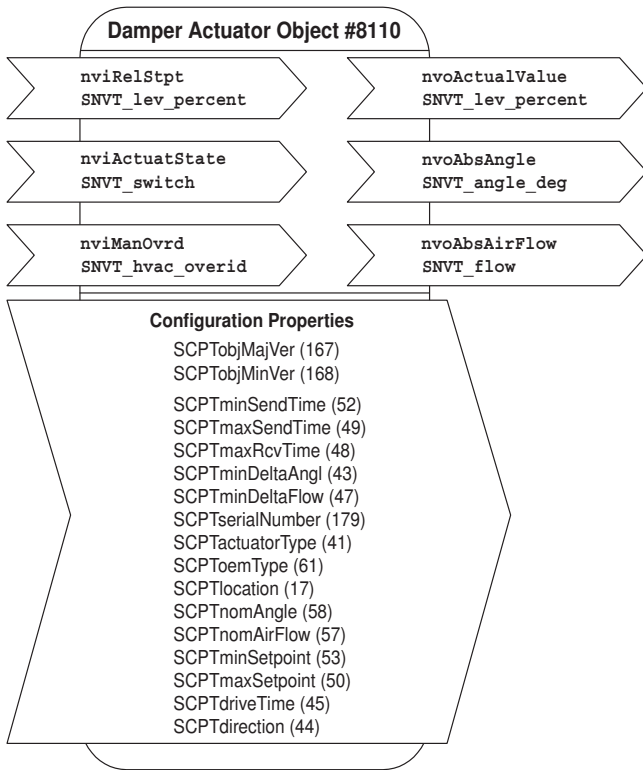 Damper Actuator Object #8110
nviRelStpt
SNVT_lev_percent
nvoActualValue
SNVT_lev_percent
nviActuatState
SNVT_switch
nvoAbsAngle
SNVT_angle_deg
nviManOvrd
SNVT_hvac_overid
nvoAbsAirFlow
SNVT_flow
Configuration Properties
SCPTobjMajVer (167)
SCPTobjMinVer (168)
SCPTminSendTime (52)
SCPTmaxSendTime (49)
SCPTmaxRcvTime (48)
SCPTminDeltaAngl (43)
SCPTminDeltaFlow (47)
SCPTserialNumber (179)
SCPTactuatorType (41)
SCPToemType (61)
SCPTlocation (17)
SCPTnomAngle (58)
SCPTnomAirFlow (57)
SCPTminSetpoint (53)
SCPTmaxSetpoint (50)
SCPTdriveTime (45)
SCPTdirection (44)